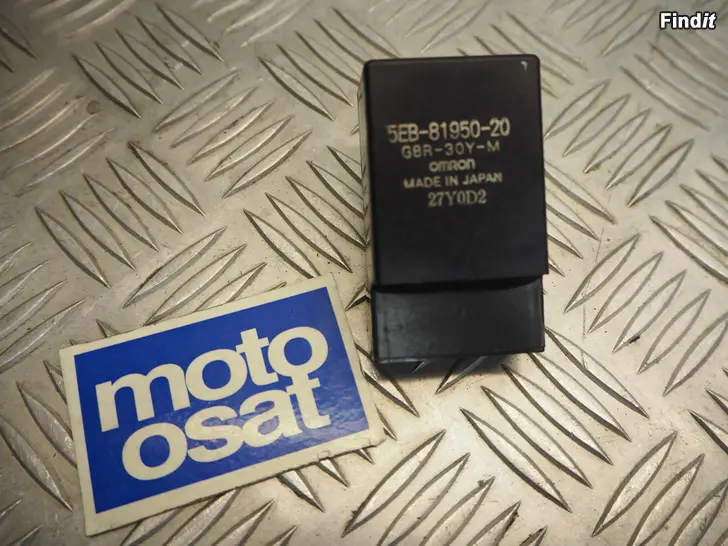 Findit
5EB-81950-20
G8R-30Y-M
omron
MADE IN JAPAN
27Y0D2
moto
osat